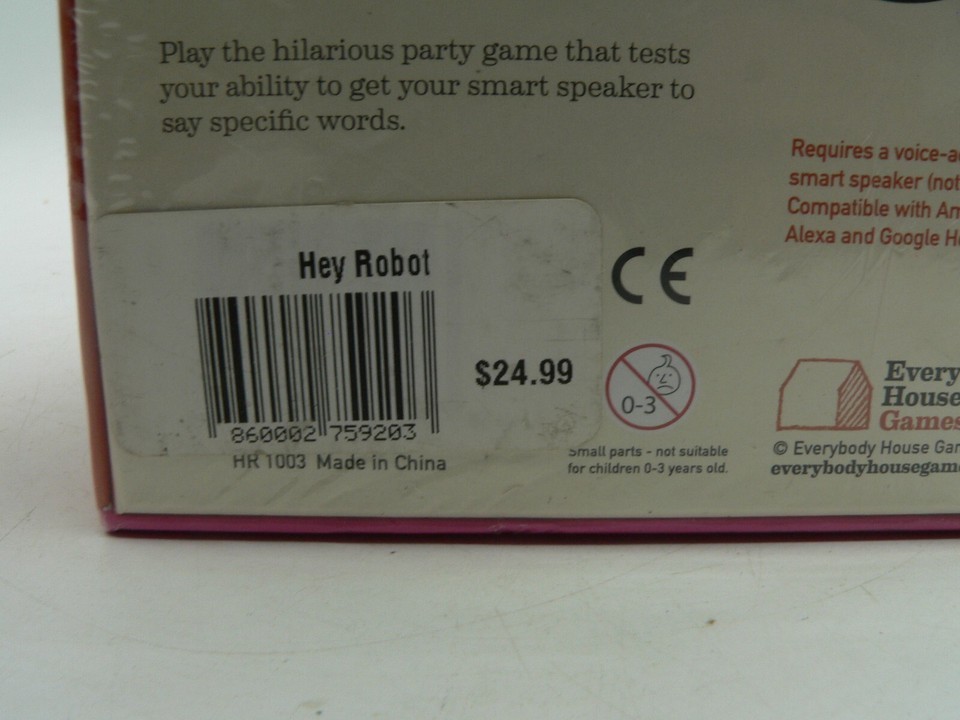 Play the hilarious party game that tests
your ability to get your smart speaker to
say specific words.
Requires a voice-a
smart speaker (not
Compatible with Am
Alexa and Google H
Hey Robot
CE
$24.99
860002 759203
HR 1003 Made in China
0-3
Small parts - not suitable
for children 0-3 years old.
Every
House
Games
© Everybody House Gam
everybodyhousegame